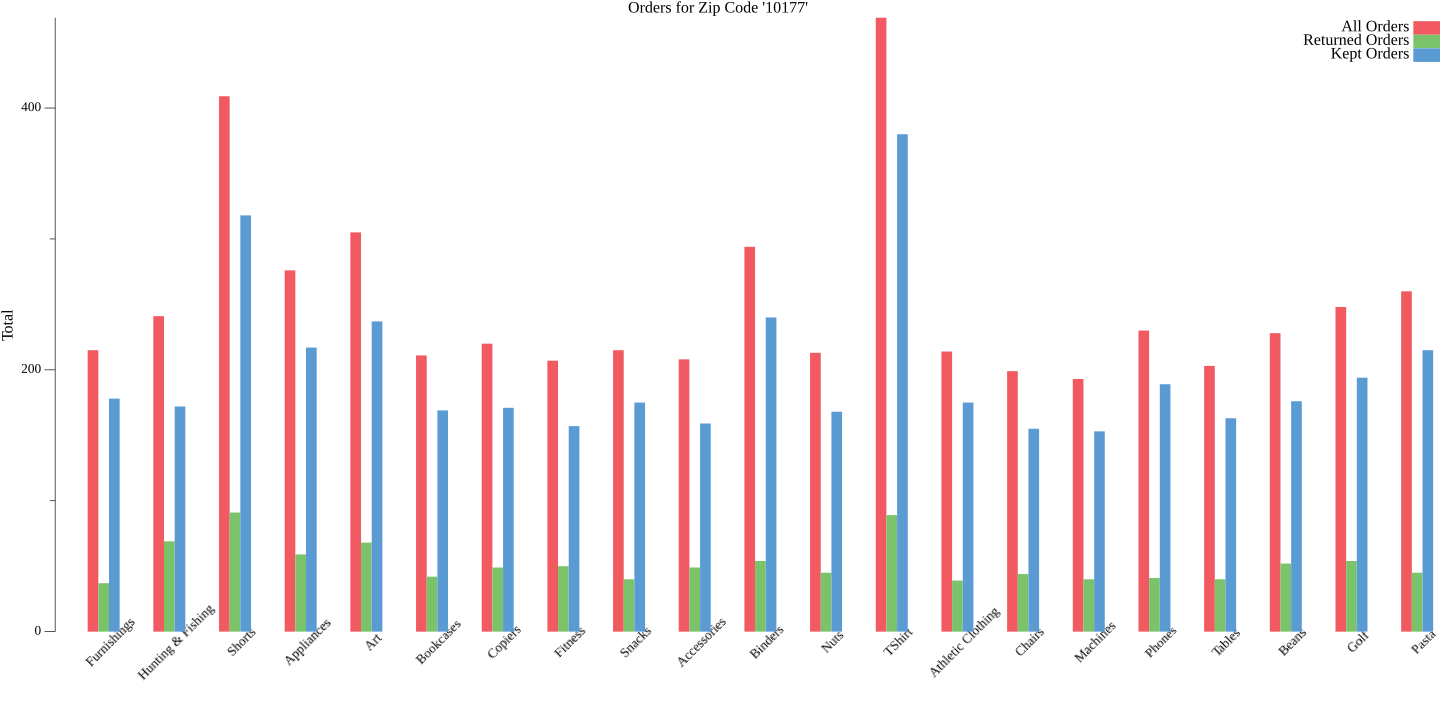 Orders for Zip Code '10177'
All Orders
Returned Orders
Kept Orders
Total
400
200
0
Furnishings
Hunting & Fishing
Shorts
Appliances
Art
Bookcases
Copiers
Fitness
Snacks
Accessories
Binders
Nuts
TShirt
Athletic Clothing
Chairs
Machines
Phones
Tables
Beans
Golf
Pasta